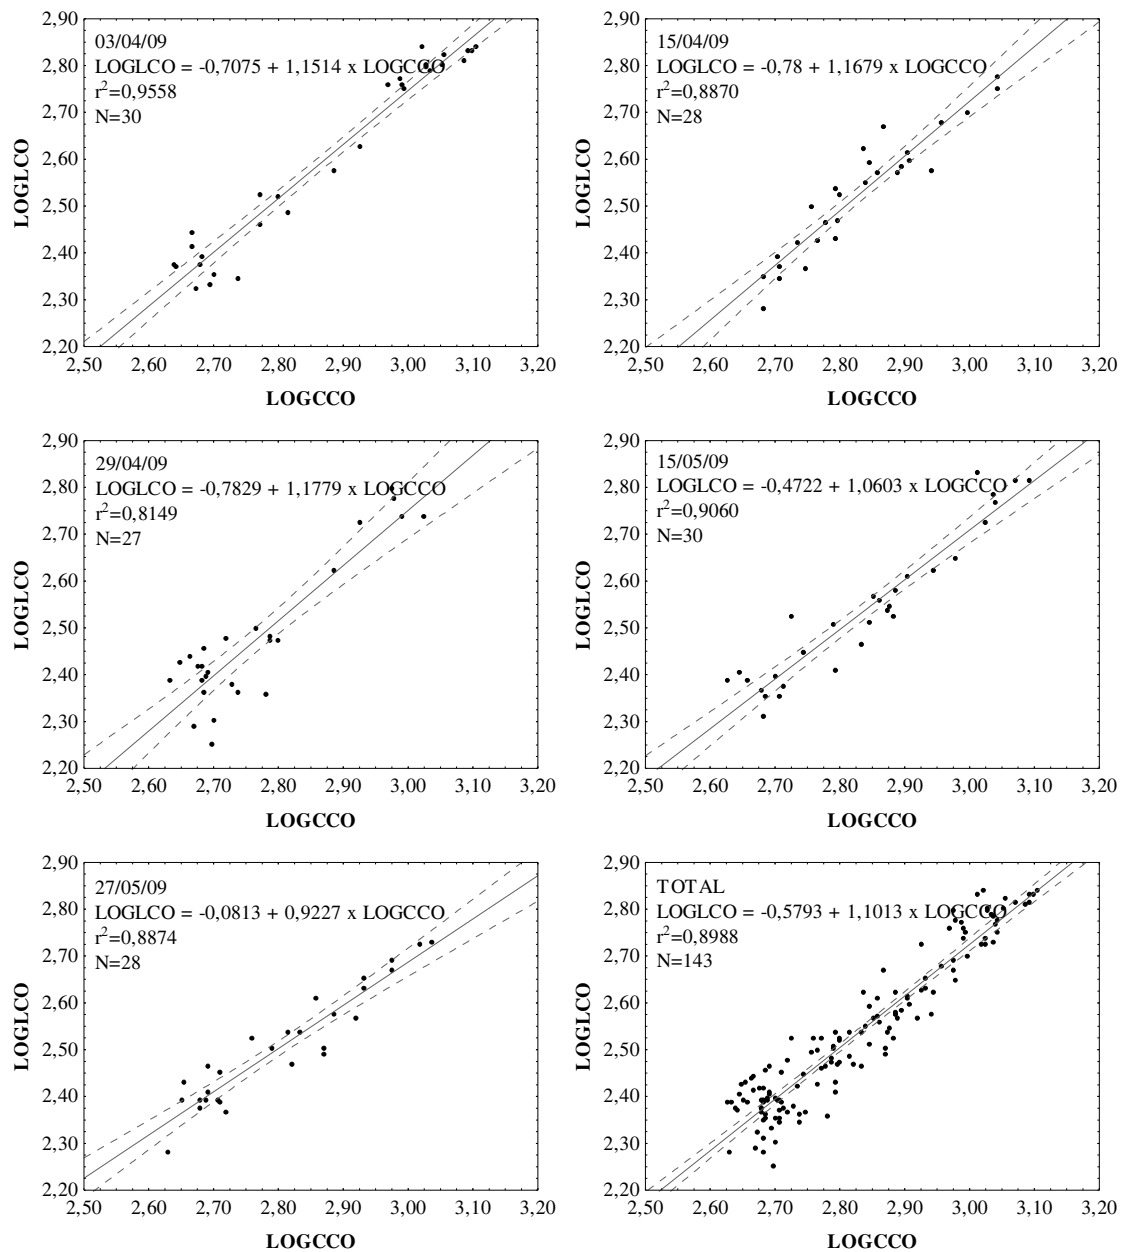 03/04/09
LOGLCO = -0,7075 + 1,1514 x LOGCCO
r²=0,9558
N=30
2,90
2,80
2,70
2,60
2,50
2,40
2,30
2,20
LOGLCO
2,50 2,60 2,70 2,80 2,90 3,00 3,10 3,20
LOGCCO
15/04/09
LOGLCO = -0,78 + 1,1679 x LOGCCO
r²=0,8870
N=28
2,90
2,80
2,70
2,60
2,50
2,40
2,30
2,20
LOGLCO
2,50 2,60 2,70 2,80 2,90 3,00 3,10 3,20
LOGCCO
29/04/09
LOGLCO = -0,7829 + 1,1779 x LOGCCO
r²=0,8149
N=27
2,90
2,80
2,70
2,60
2,50
2,40
2,30
2,20
LOGLCO
2,50 2,60 2,70 2,80 2,90 3,00 3,10 3,20
LOGCCO
15/05/09
LOGLCO = -0,4722 + 1,0603 x LOGCCO
r²=0,9060
N=30
2,90
2,80
2,70
2,60
2,50
2,40
2,30
2,20
LOGLCO
2,50 2,60 2,70 2,80 2,90 3,00 3,10 3,20
LOGCCO
27/05/09
LOGLCO = -0,0813 + 0,9227 x LOGCCO
r²=0,8874
N=28
2,90
2,80
2,70
2,60
2,50
2,40
2,30
2,20
LOGLCO
2,50 2,60 2,70 2,80 2,90 3,00 3,10 3,20
LOGCCO
TOTAL
LOGLCO = -0,5793 + 1,1013 x LOGCCO
r²=0,8988
N=143
2,90
2,80
2,70
2,60
2,50
2,40
2,30
2,20
LOGLCO
2,50 2,60 2,70 2,80 2,90 3,00 3,10 3,20
LOGCCO